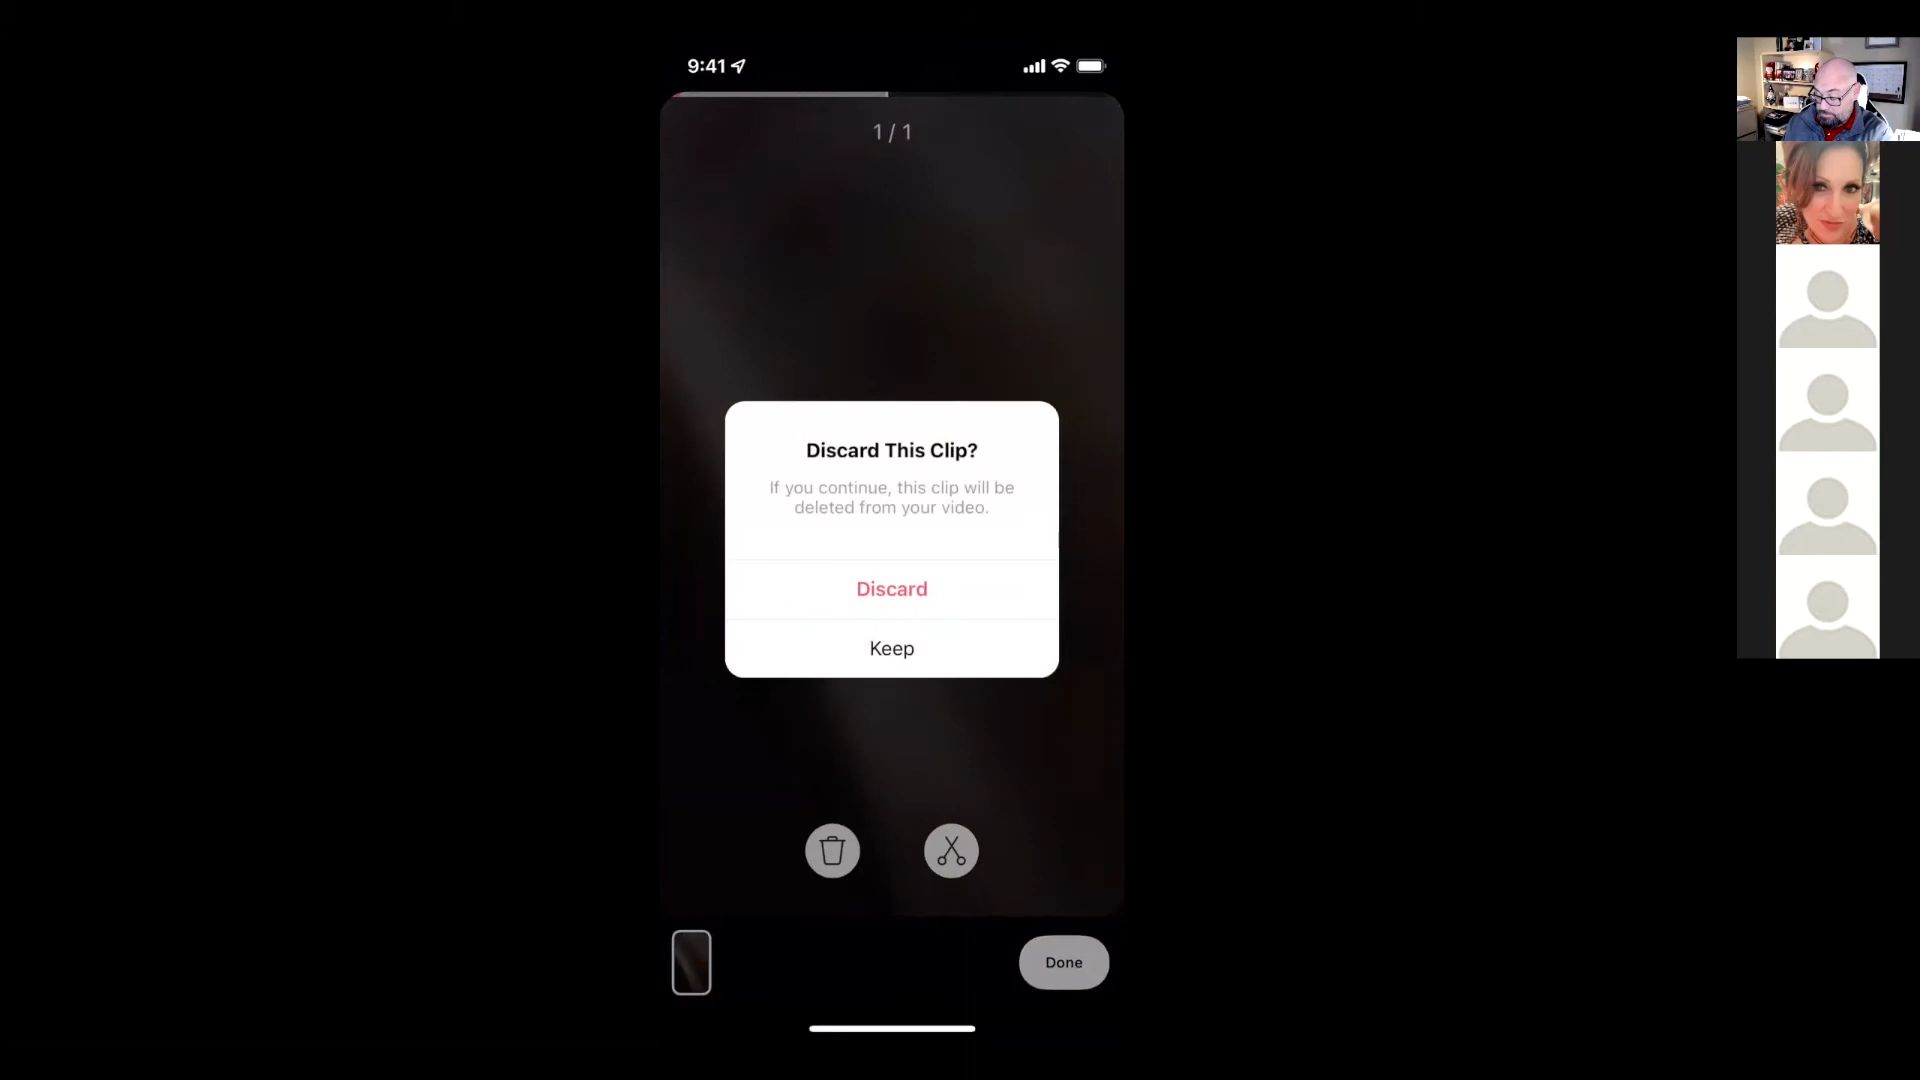 9:41
1 / 1
Discard This Clip?
If you continue, this clip will be
deleted from your video.
Discard
Keep
Done